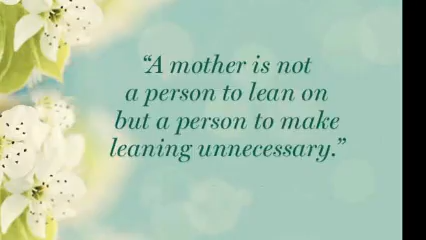 “A mother is not
a person to lean on
but a person to make
leaning unnecessary.”